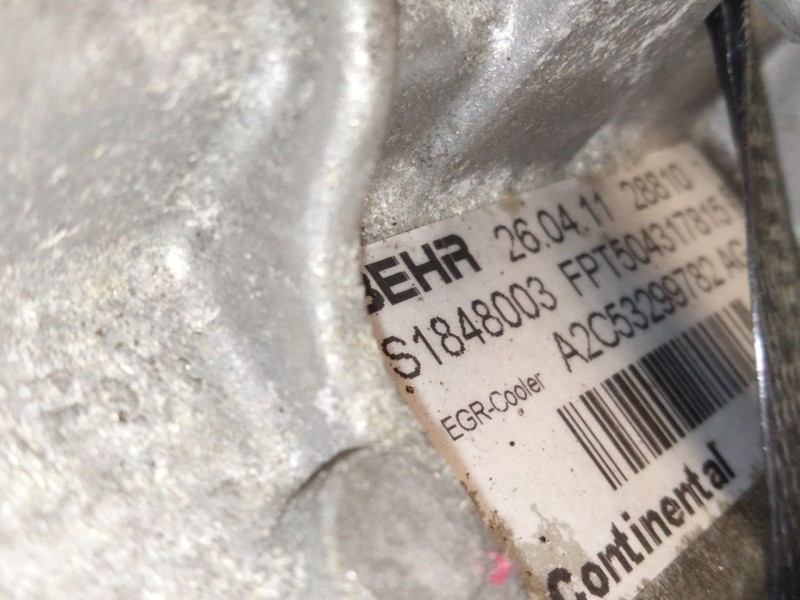 BEHR 26.04.11 28810
S1848003 FPT504317815
EGR-Cooler A2C53299782 AG
Continental